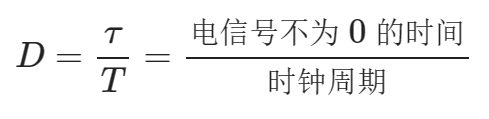 D = τ/T = 电信号不为 0 的时间/时钟周期